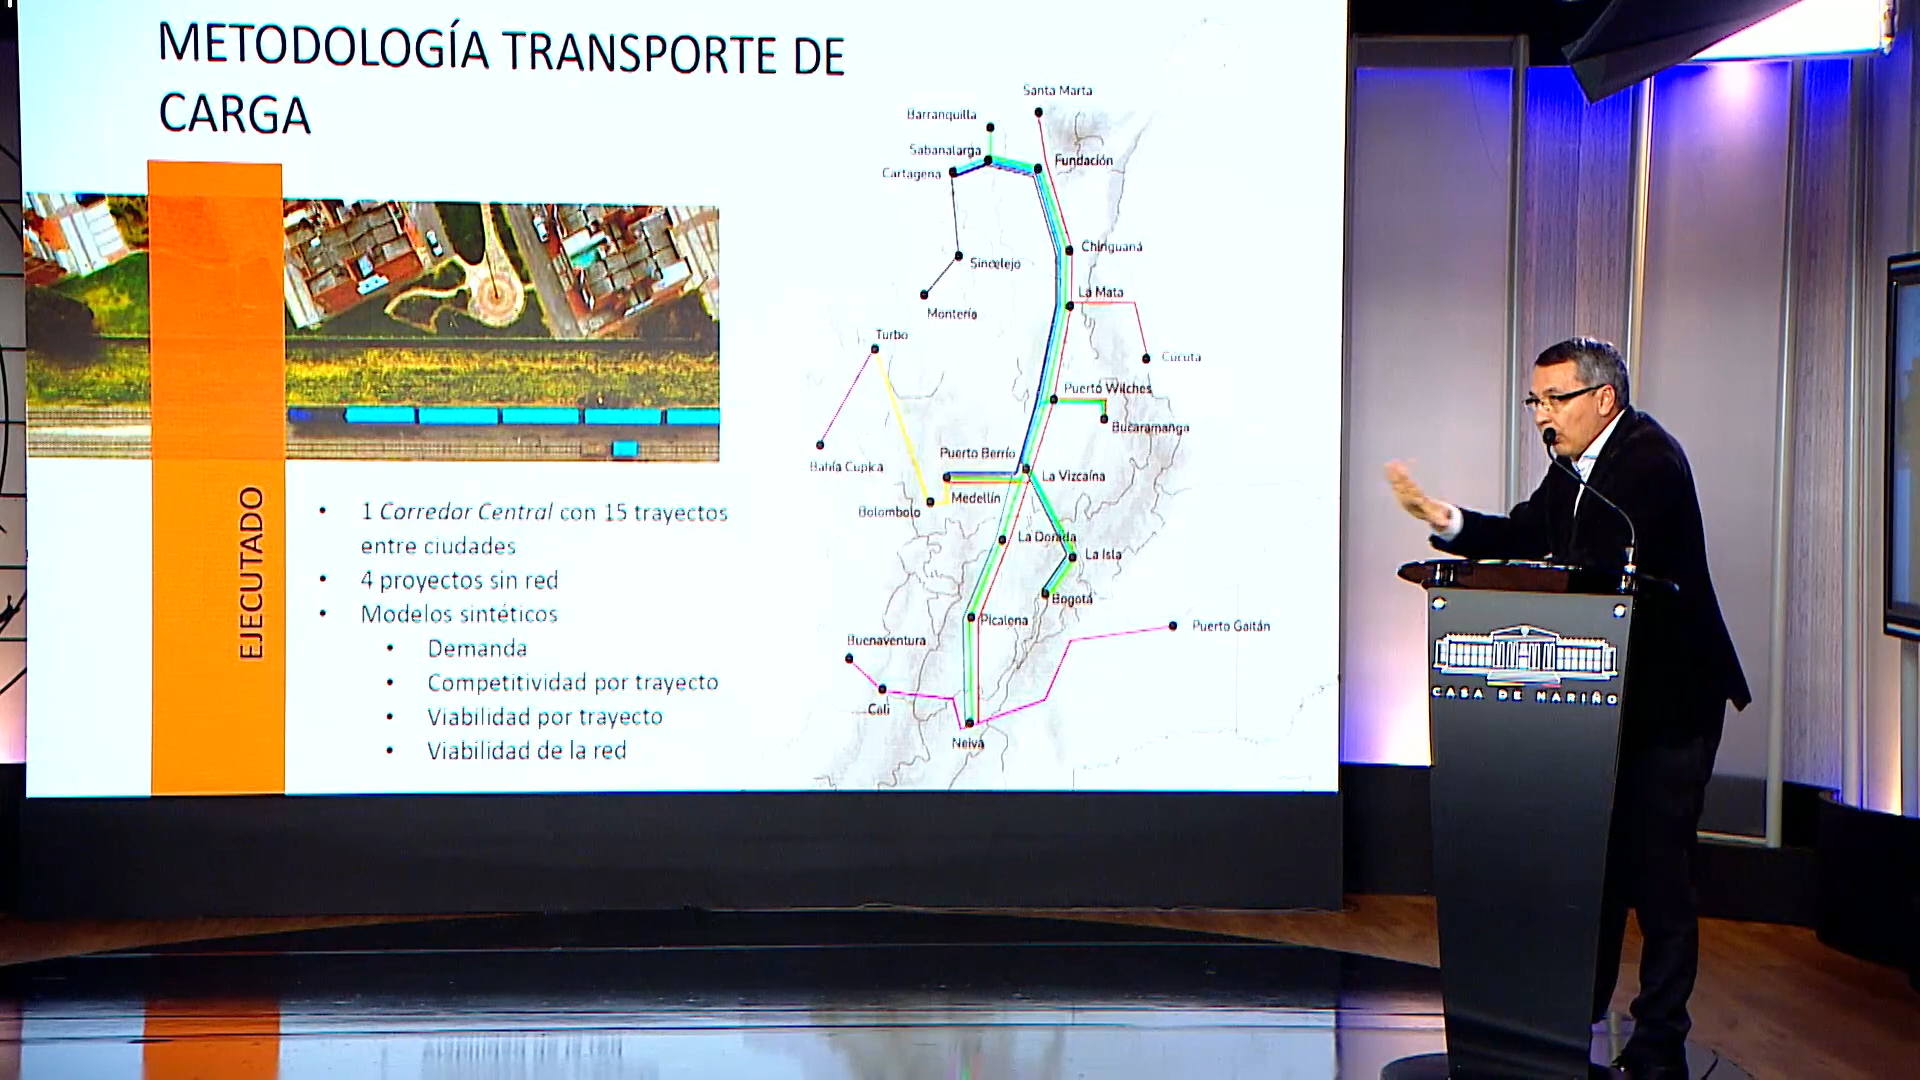 METODOLOGÍA TRANSPORTE DE
CARGA
EJECUTADO
• 1 Corredor Central con 15 trayectos
entre ciudades
• 4 proyectos sin red
• Modelos sintéticos
• Demanda
• Competitividad por trayecto
• Viabilidad por trayecto
• Viabilidad de la red
Santa Marta
Barranquilla
Sabanalarga
Fundación
Cartagena
Chiriguaná
Sincelejo
La Mata
Montería
Turbo
Cúcuta
Puerto Wilches
Bucaramanga
Puerto Berrío
Bahía Cupica
La Vizcaína
Medellín
Bolombolo
La Dorada
La Isla
Bogotá
Picalena
Puerto Gaitán
Buenaventura
Cali
Neiva
CASA DE NARIÑO